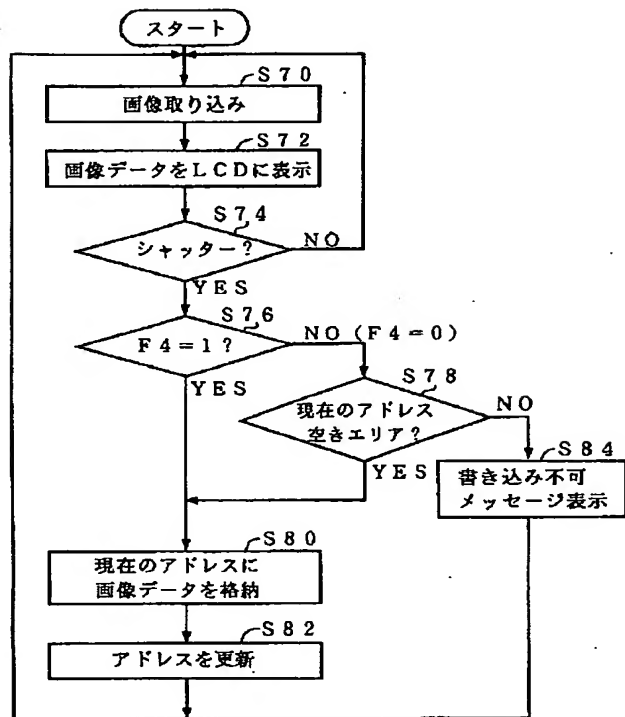 スタート
S70
画像取り込み
S72
画像データをLCDに表示
S74
シャッター?
NO
YES
S76
F4=1?
NO(F4=0)
YES
S78
現在のアドレス
空きエリア?
NO
YES
S84
書き込み不可
メッセージ表示
S80
現在のアドレスに
画像データを格納
S82
アドレスを更新